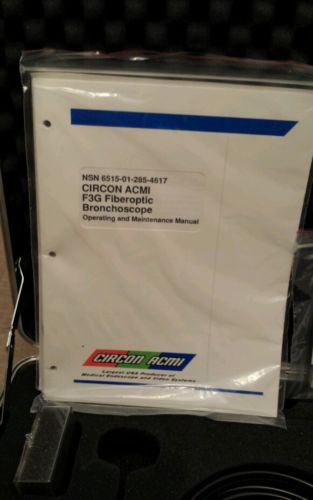 NSN 6515-01-285-4617
CIRCON ACMI
F3G Fiberoptic
Bronchoscope
Operating and Maintenance Manual
CIRCON ACMI
Largest USA Producer of
Medical Endoscope and Video Systems